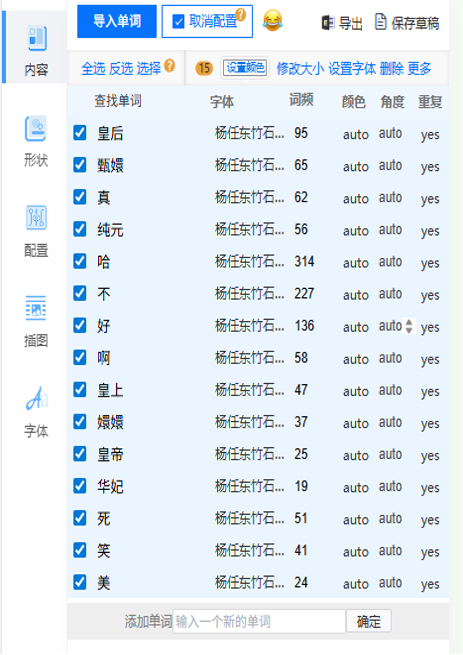 导入单词 取消配置 ? 导出 保存草稿
内容
形状
配置
插图
字体
全选 反选 选择 ? 15 设置颜色 修改大小 设置字体 删除 更多
查找单词 字体 词频 颜色 角度 重复
皇后 杨任东竹石... 95 auto auto yes
甄嬛 杨任东竹石... 65 auto auto yes
真 杨任东竹石... 62 auto auto yes
纯元 杨任东竹石... 56 auto auto yes
哈 杨任东竹石... 314 auto auto yes
不 杨任东竹石... 227 auto auto yes
好 杨任东竹石... 136 auto auto yes
啊 杨任东竹石... 58 auto auto yes
皇上 杨任东竹石... 47 auto auto yes
嬛嬛 杨任东竹石... 37 auto auto yes
皇帝 杨任东竹石... 25 auto auto yes
华妃 杨任东竹石... 19 auto auto yes
死 杨任东竹石... 51 auto auto yes
笑 杨任东竹石... 41 auto auto yes
美 杨任东竹石... 24 auto auto yes
添加单词 输入一个新的单词 确定